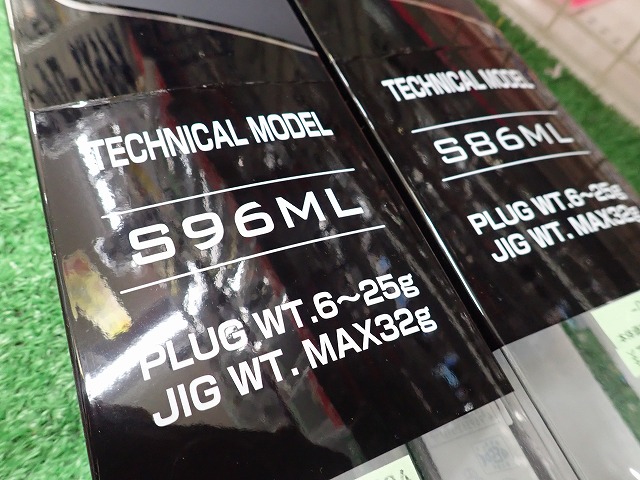 TECHNICAL MODEL
S96ML
PLUG WT.6～25g
JIG WT. MAX32g
TECHNICAL MODEL
S86ML
PLUG WT.6～25g
JIG WT. MAX32g